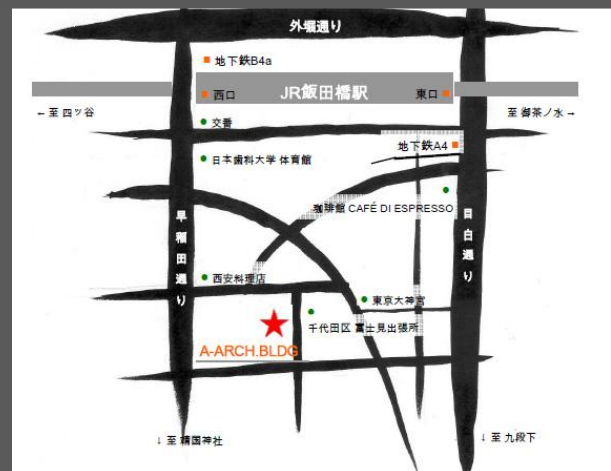 外堀通り
地下鉄B4a
JR飯田橋駅
西口
東口
← 至 四ツ谷
至 御茶ノ水 →
交番
地下鉄A4
日本歯科大学 体育館
珈琲館 CAFÉ DI ESPRESSO
早稲田通り
目白通り
西安料理店
東京大神宮
千代田区 富士見出張所
A-ARCH.BLDG
↓ 至 靖国神社
↓ 至 九段下